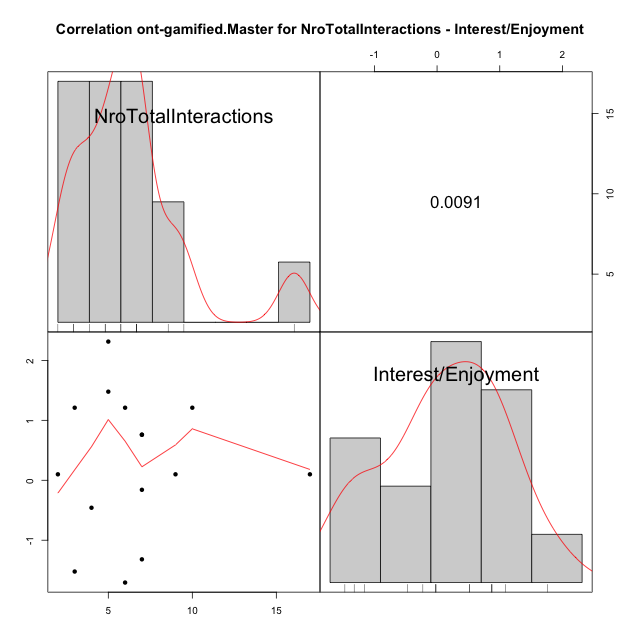 Correlation ont-gamified.Master for NroTotalInteractions - Interest/Enjoyment
-1 0 1 2
NroTotalInteractions
0.0091
15
10
5
2
1
0
-1
Interest/Enjoyment
5 10 15